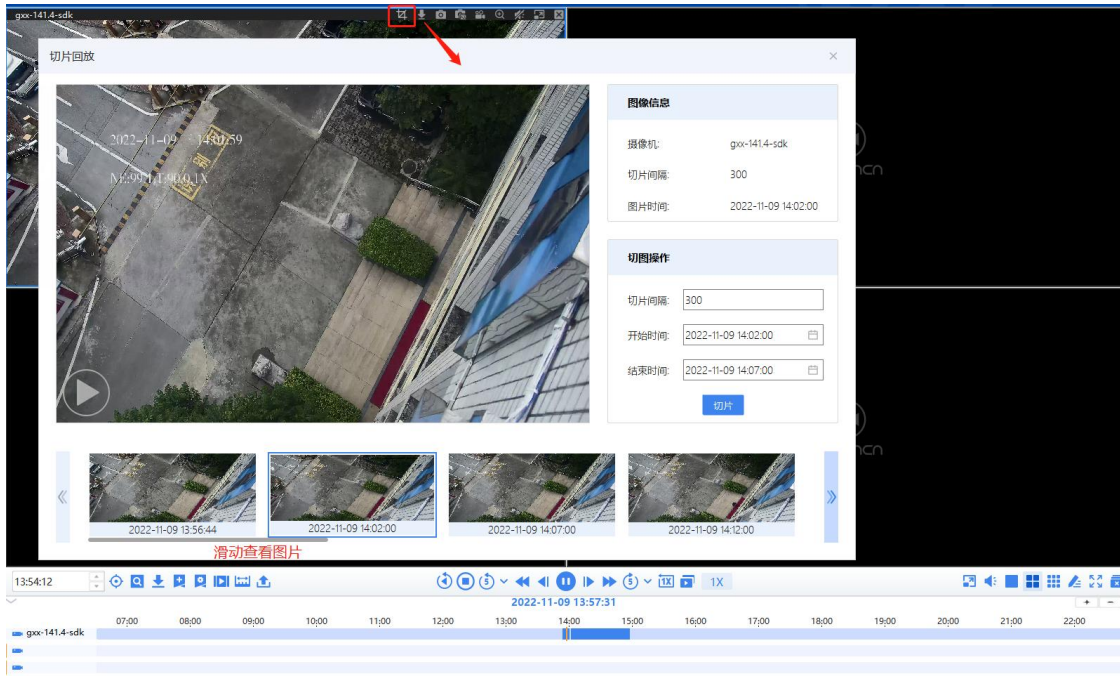 gxx-141.4-sdk
切片回放
2022-11-09
图像信息
摄像机: gxx-141.4-sdk
切片间隔: 300
图片时间: 2022-11-09 14:02:00
切图操作
切片间隔: 300
开始时间: 2022-11-09 14:02:00
结束时间: 2022-11-09 14:07:00
切片
2022-11-09 13:56:44
2022-11-09 14:02:00
2022-11-09 14:07:00
2022-11-09 14:12:00
滑动查看图片
13:54:12
1X
1X
2022-11-09 13:57:31
07:00 08:00 09:00 10:00 11:00 12:00 13:00 14:00 15:00 16:00 17:00 18:00 19:00 20:00 21:00 22:00
gxx-141.4-sdk